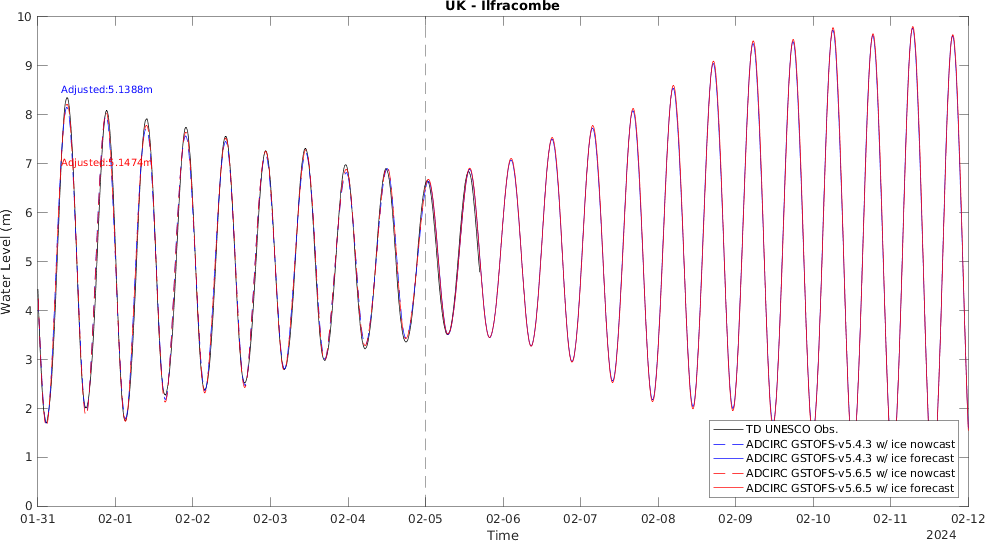 UK - Ilfracombe
10
9
8
7
6
5
4
3
2
1
0
Water Level (m)
Adjusted:5.1388m
Adjusted:5.1474m
TD UNESCO Obs.
ADCIRC GSTOFS-v5.4.3 w/ ice nowcast
ADCIRC GSTOFS-v5.4.3 w/ ice forecast
ADCIRC GSTOFS-v5.6.5 w/ ice nowcast
ADCIRC GSTOFS-v5.6.5 w/ ice forecast
01-31 02-01 02-02 02-03 02-04 02-05 02-06 02-07 02-08 02-09 02-10 02-11 02-12
Time
2024